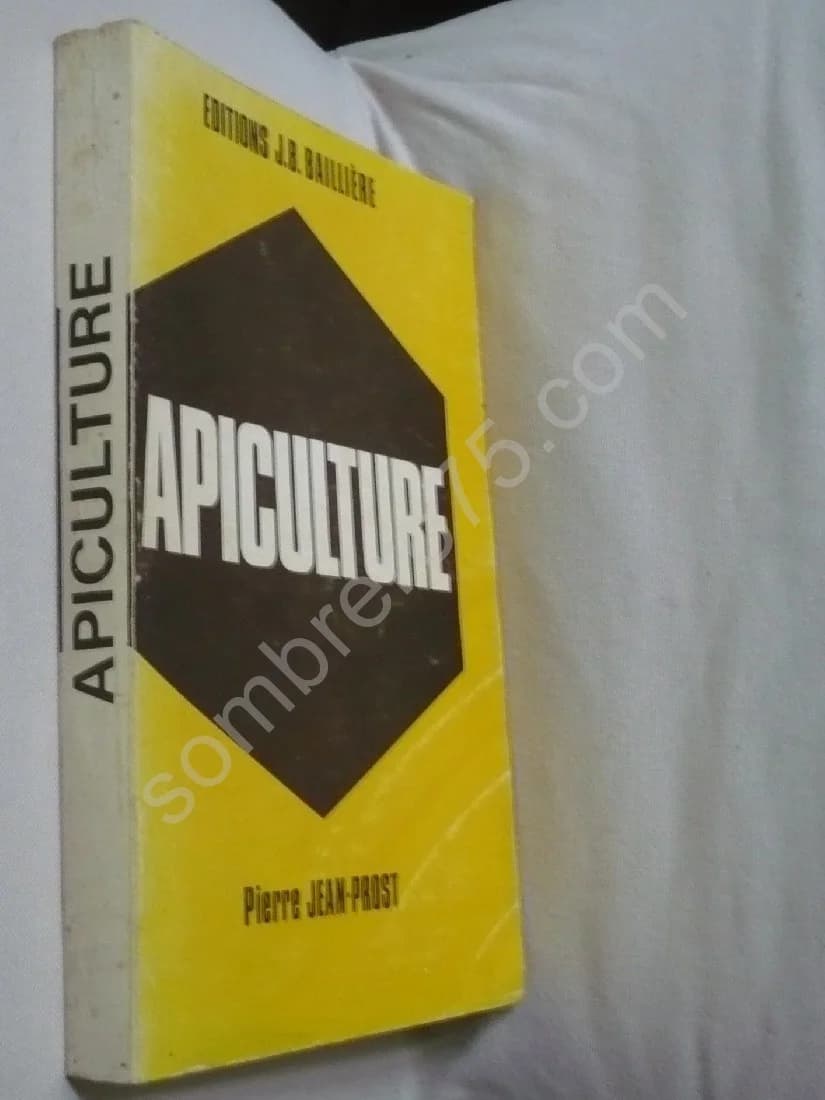 EDITIONS J.B. BAILLIÈRE
APICULTURE
APICULTURE
Pierre JEAN-PROST